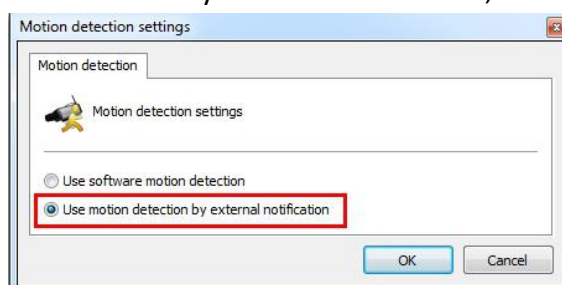 Motion detection settings
Motion detection
Motion detection settings
Use software motion detection
Use motion detection by external notification
OK
Cancel